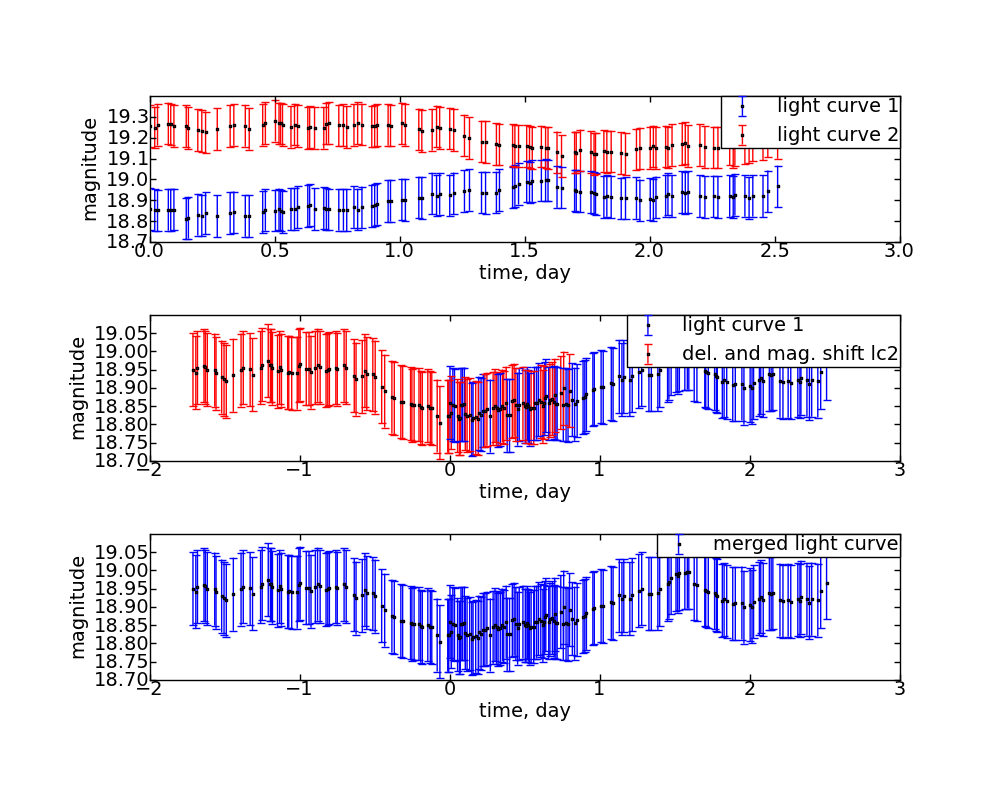 light curve 1
light curve 2
magnitude
19.3
19.2
19.1
19.0
18.9
18.8
18.7
0.0 0.5 1.0 1.5 2.0 2.5 3.0
time, day
light curve 1
del. and mag. shift lc2
magnitude
19.05
19.00
18.95
18.90
18.85
18.80
18.75
18.70
−2 −1 0 1 2 3
time, day
merged light curve
magnitude
19.05
19.00
18.95
18.90
18.85
18.80
18.75
18.70
−2 −1 0 1 2 3
time, day